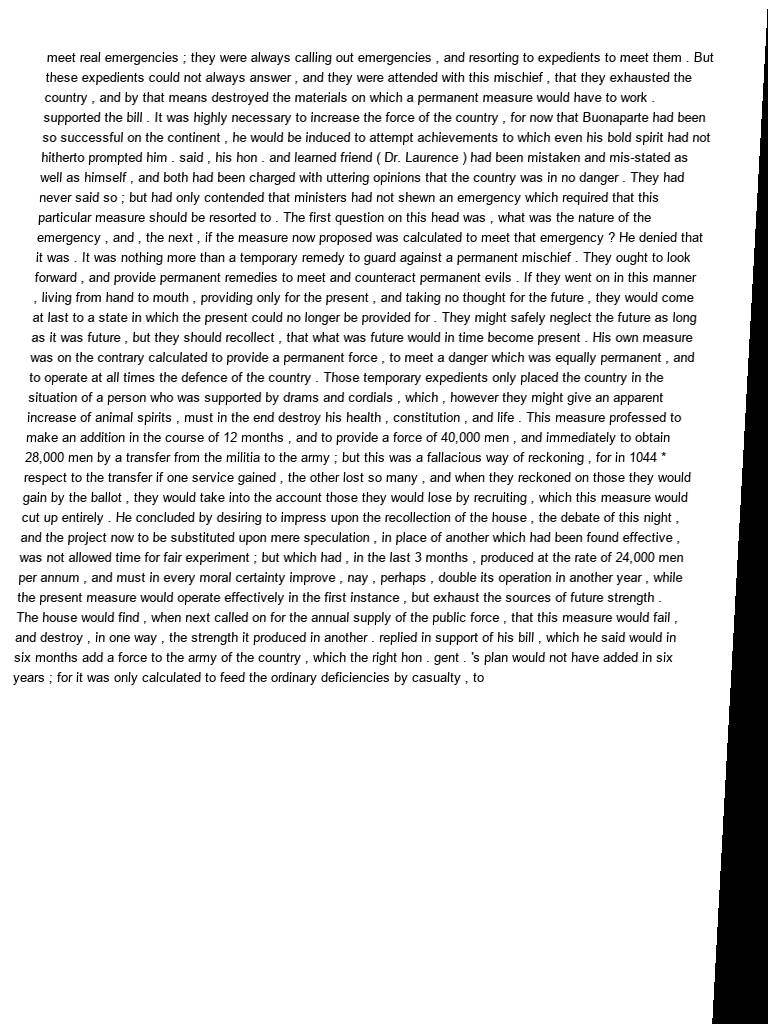 meet real emergencies ; they were always calling out emergencies , and resorting to expedients to meet them . But
these expedients could not always answer , and they were attended with this mischief , that they exhausted the
country , and by that means destroyed the materials on which a permanent measure would have to work .
supported the bill . It was highly necessary to increase the force of the country , for now that Buonaparte had been
so successful on the continent , he would be induced to attempt achievements to which even his bold spirit had not
hitherto prompted him . said , his hon . and learned friend ( Dr. Laurence ) had been mistaken and mis-stated as
well as himself , and both had been charged with uttering opinions that the country was in no danger . They had
never said so ; but had only contended that ministers had not shewn an emergency which required that this
particular measure should be resorted to . The first question on this head was , what was the nature of the
emergency , and , the next , if the measure now proposed was calculated to meet that emergency ? He denied that
it was . It was nothing more than a temporary remedy to guard against a permanent mischief . They ought to look
forward , and provide permanent remedies to meet and counteract permanent evils . If they went on in this manner
, living from hand to mouth , providing only for the present , and taking no thought for the future , they would come
at last to a state in which the present could no longer be provided for . They might safely neglect the future as long
as it was future , but they should recollect , that what was future would in time become present . His own measure
was on the contrary calculated to provide a permanent force , to meet a danger which was equally permanent , and
to operate at all times the defence of the country . Those temporary expedients only placed the country in the
situation of a person who was supported by drams and cordials , which , however they might give an apparent
increase of animal spirits , must in the end destroy his health , constitution , and life . This measure professed to
make an addition in the course of 12 months , and to provide a force of 40,000 men , and immediately to obtain
28,000 men by a transfer from the militia to the army ; but this was a fallacious way of reckoning , for in 1044 *
respect to the transfer if one service gained , the other lost so many , and when they reckoned on those they would
gain by the ballot , they would take into the account those they would lose by recruiting , which this measure would
cut up entirely . He concluded by desiring to impress upon the recollection of the house , the debate of this night ,
and the project now to be substituted upon mere speculation , in place of another which had been found effective ,
was not allowed time for fair experiment ; but which had , in the last 3 months , produced at the rate of 24,000 men
per annum , and must in every moral certainty improve , nay , perhaps , double its operation in another year , while
the present measure would operate effectively in the first instance , but exhaust the sources of future strength .
The house would find , when next called on for the annual supply of the public force , that this measure would fail ,
and destroy , in one way , the strength it produced in another . replied in support of his bill , which he said would in
six months add a force to the army of the country , which the right hon . gent . 's plan would not have added in six
years ; for it was only calculated to feed the ordinary deficiencies by casualty , to